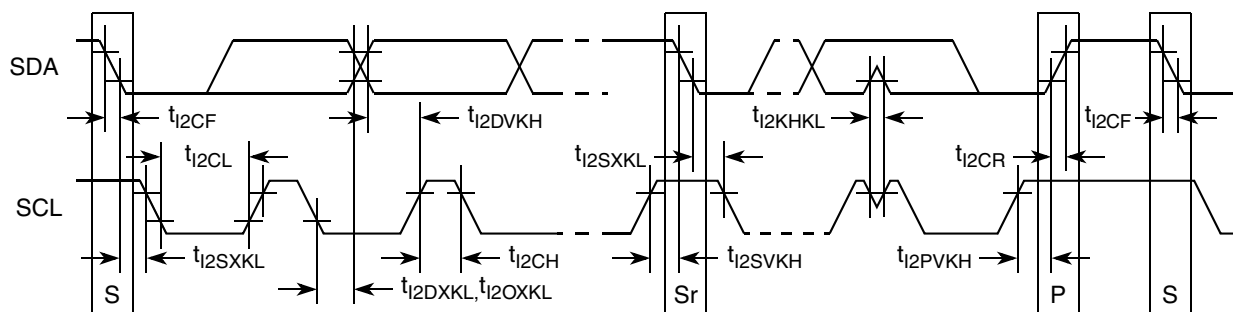 SDA
tI2CF
tI2DVKH
tI2KHKL
tI2CF
tI2CL
tI2SXKL
tI2CR
SCL
tI2SXKL
tI2CH
tI2SVKH
tI2PVKH
tI2DXKL,tI2OXKL
S
Sr
P
S